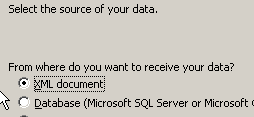 Select the source of your data.
From where do you want to receive your data?
XML document
Database (Microsoft SQL Server or Microsoft